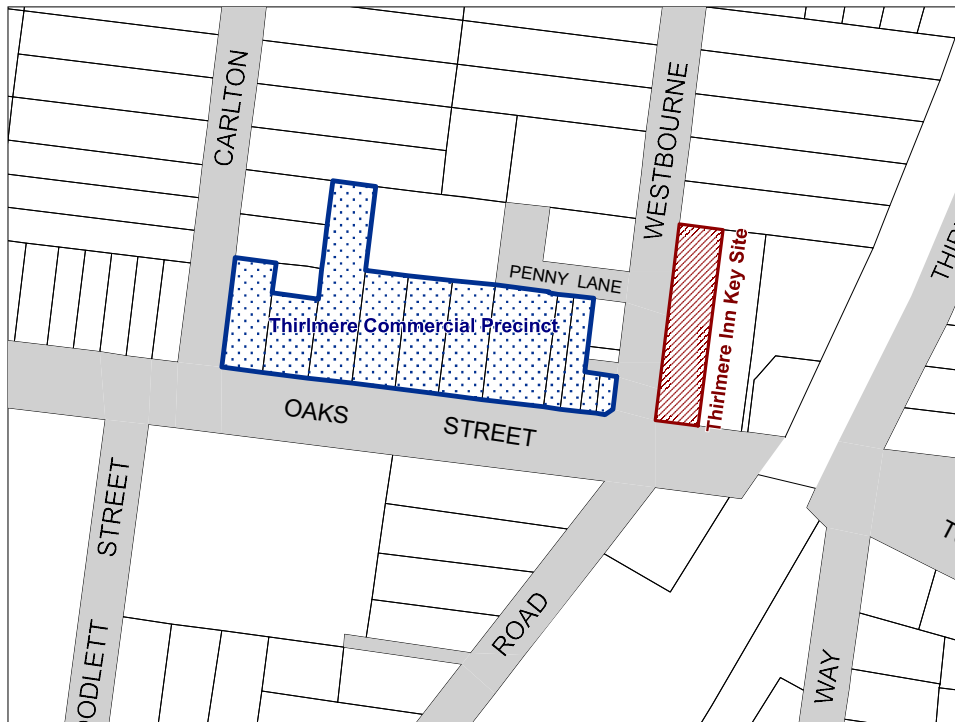 CARLTON
WESTBOURNE
PENNY LANE
Thirlmere Commercial Precinct
Thirlmere Inn Key Site
OAKS STREET
STREET
ROAD
WAY